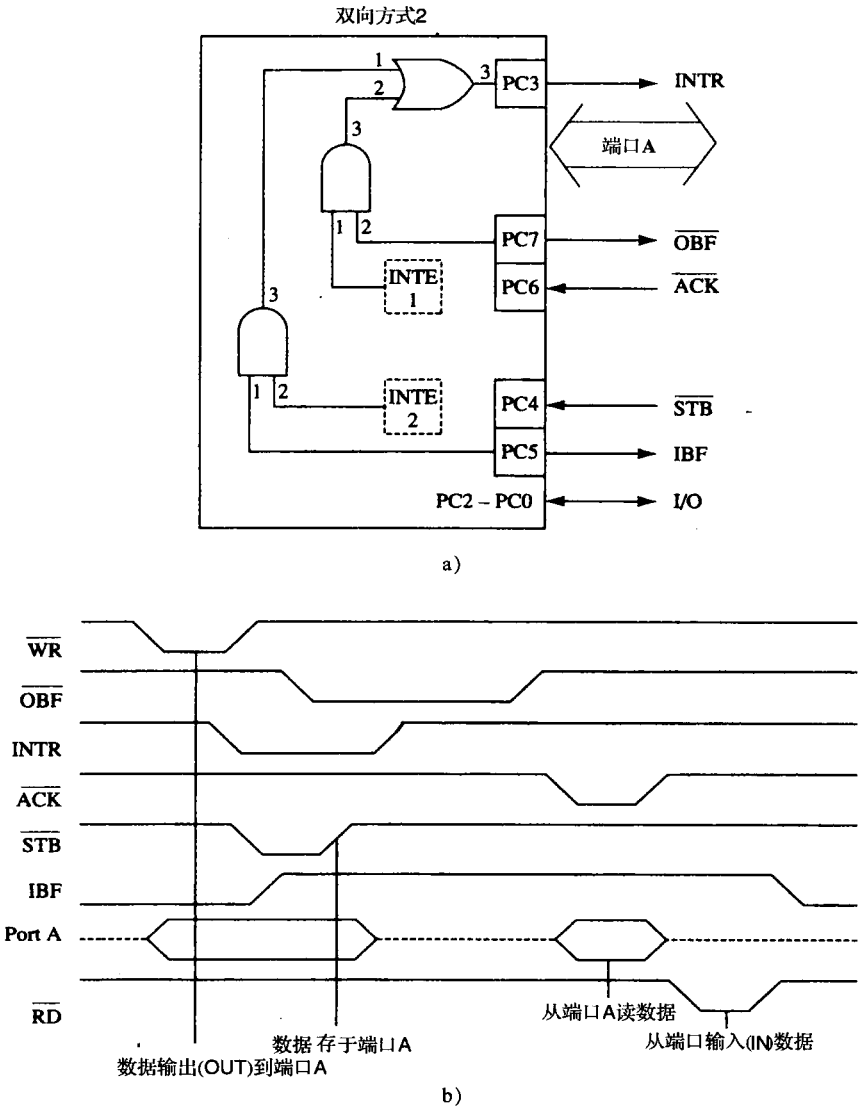 双向方式2
1
2
3
PC3
INTR
端口A
3
1
2
PC7
OBF
INTE
1
PC6
ACK
3
1
2
INTE
2
PC4
STB
PC5
IBF
PC2 – PC0
I/O
a)
WR
OBF
INTR
ACK
STB
IBF
Port A
RD
从端口A读数据
数据 存于端口A
从端口输入(IN)数据
数据输出(OUT)到端口A
b)